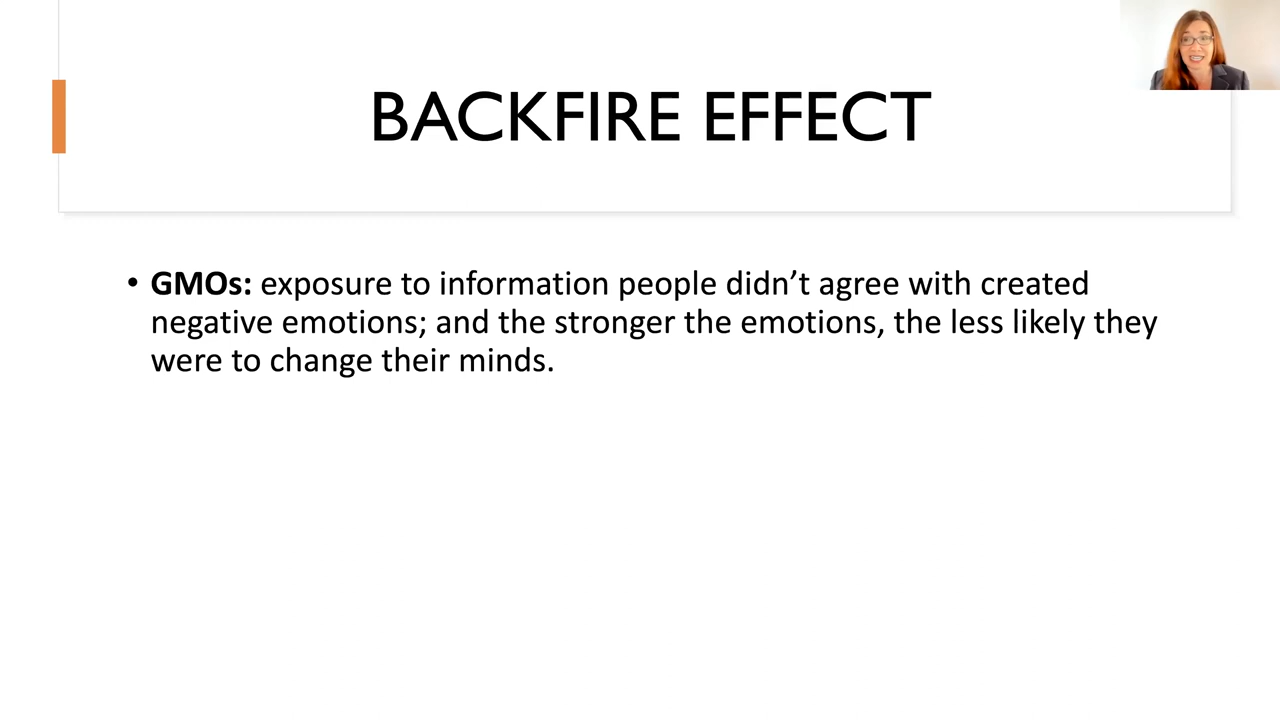 BACKFIRE EFFECT
• GMOs: exposure to information people didn’t agree with created
negative emotions; and the stronger the emotions, the less likely they
were to change their minds.